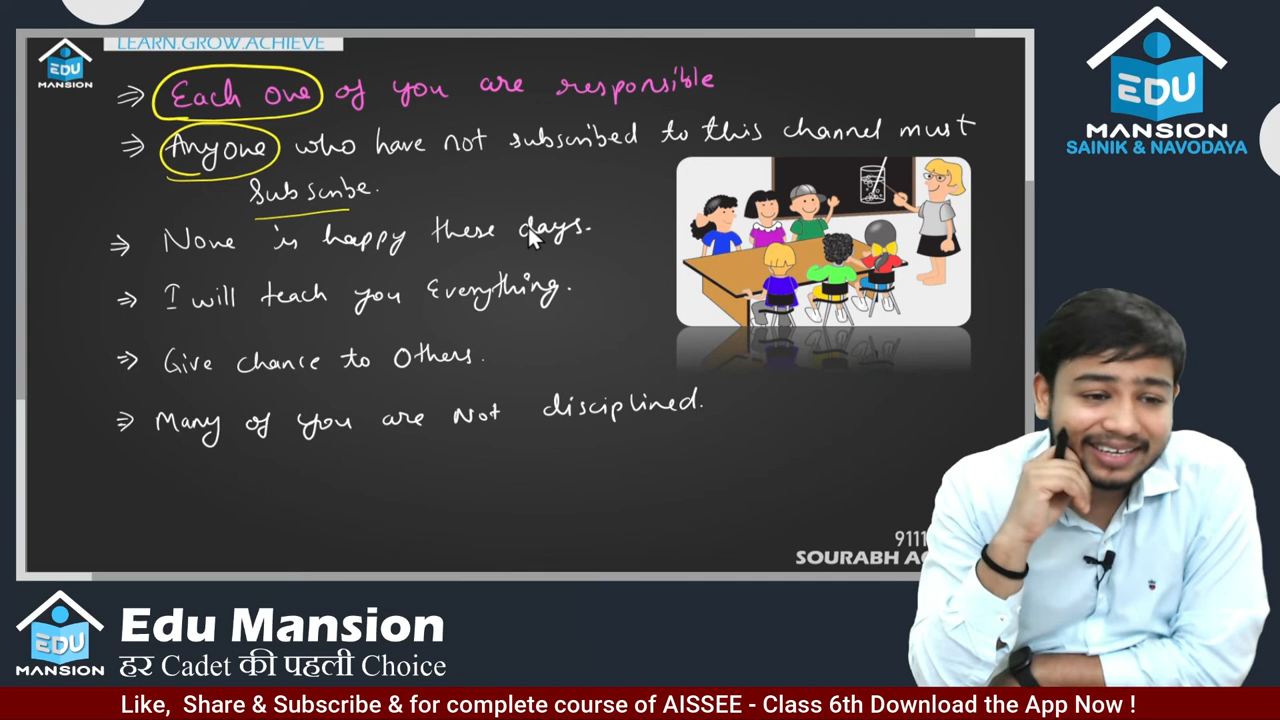 LEARN.GROW.ACHIEVE
EDU
MANSION
⇒ Each one of you are responsible
⇒ Anyone who have not subscribed to this channel must
Subscribe.
⇒ None is happy these days.
⇒ I will teach you Everything.
⇒ Give chance to Others.
⇒ Many of you are Not disciplined.
EDU
MANSION
SAINIK & NAVODAYA
9111
SOURABH
EDU
MANSION
Edu Mansion
हर Cadet की पहली Choice
Like, Share & Subscribe & for complete course of AISSEE - Class 6th Download the App Now !